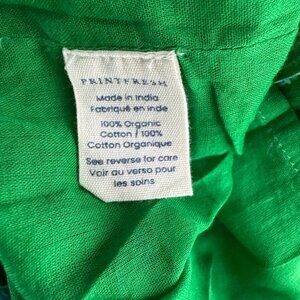 PRINTFRESH
Made in India
Fabriqué en inde
100% Organic
Cotton / 100%
Cotton Organique
See reverse for care
Voir au verso pour
les soins